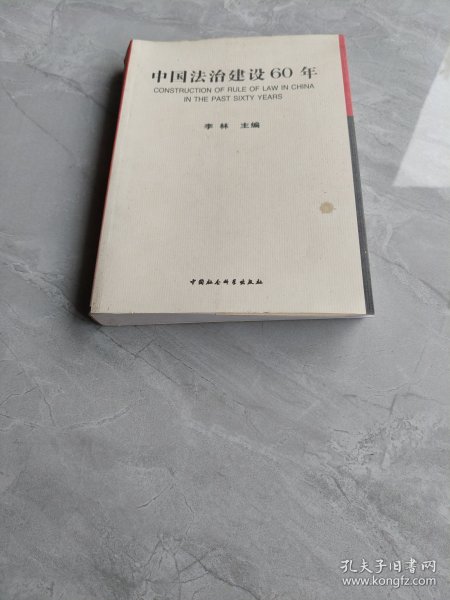 中国法治建设60年
CONSTRUCTION OF RULE OF LAW IN CHINA
IN THE PAST SIXTY YEARS
李林 主编
中国社会科学出版社
孔夫子旧书网
www.kongfz.com